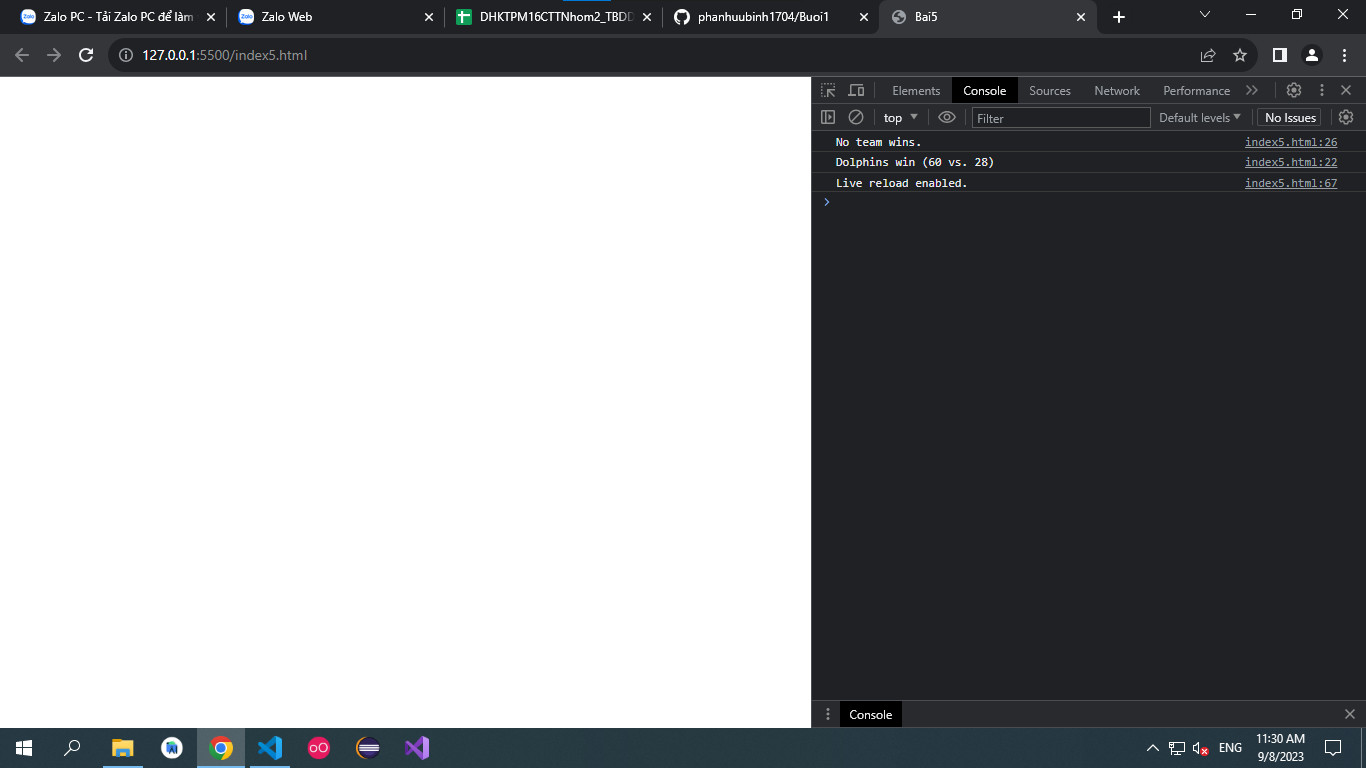 Zalo PC - Tải Zalo PC để làm
Zalo Web
DHKTPM16CTTNhom2_TBDD
phanhuubinh1704/Buoi1
Bai5
127.0.0.1:5500/index5.html
Elements Console Sources Network Performance
top Filter Default levels No Issues
No team wins. index5.html:26
Dolphins win (60 vs. 28) index5.html:22
Live reload enabled. index5.html:67
Console
ENG
11:30 AM
9/8/2023